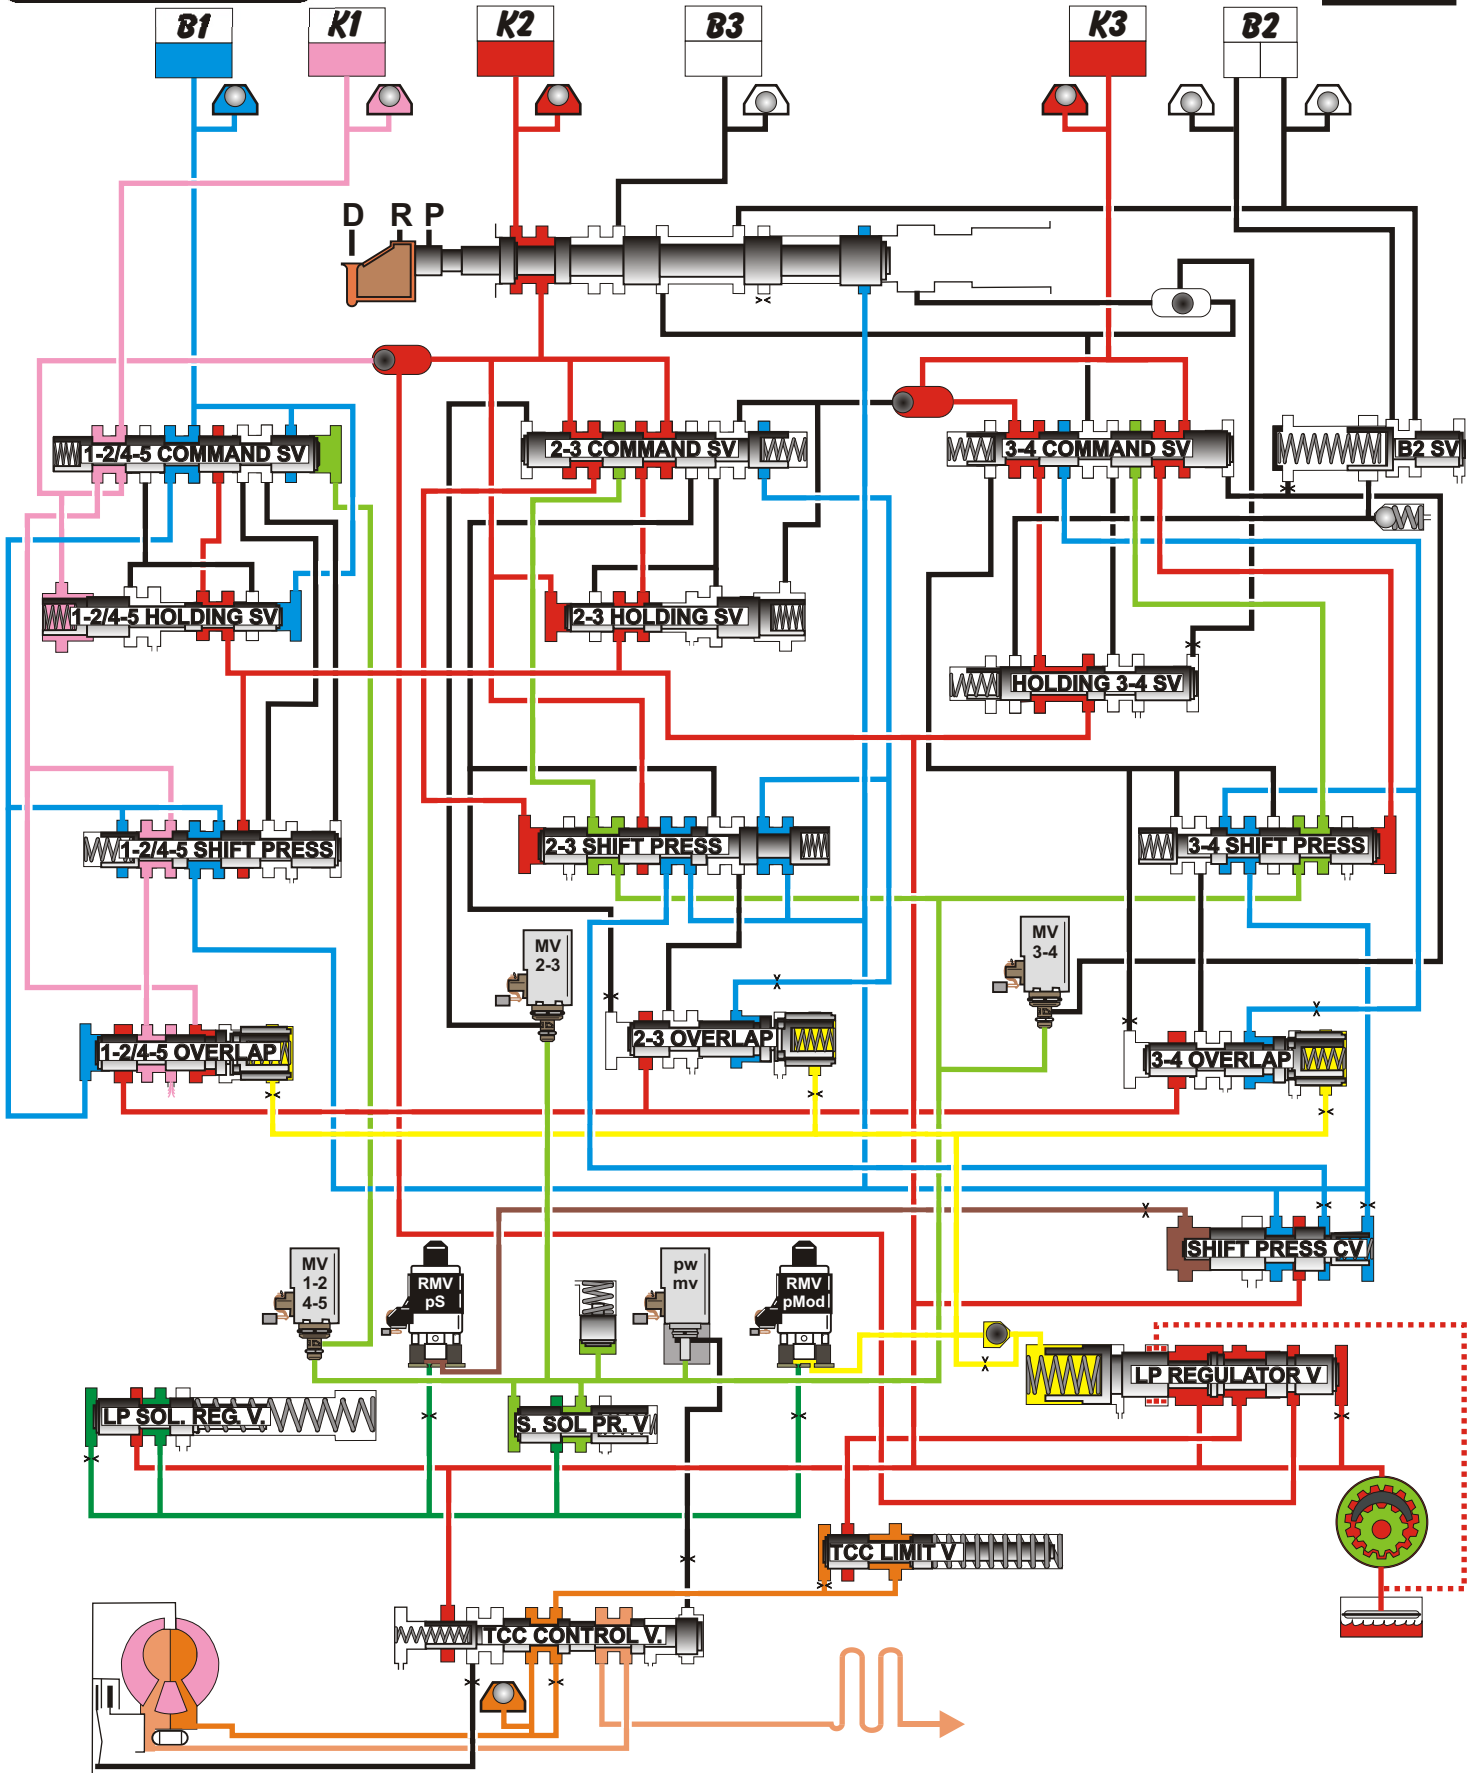 B1 K1 K2 B3 K3 B2
D R P
1-2/4-5 COMMAND SV
2-3 COMMAND SV
3-4 COMMAND SV
B2 SV
1-2/4-5 HOLDING SV
2-3 HOLDING SV
HOLDING 3-4 SV
1-2/4-5 SHIFT PRESS
2-3 SHIFT PRESS
3-4 SHIFT PRESS
MV
2-3
MV
3-4
1-2/4-5 OVERLAP
2-3 OVERLAP
3-4 OVERLAP
SHIFT PRESS CV
MV
1-2
4-5
RMV
pS
pw
mv
RMV
pMod
LP REGULATOR V
LP SOL. REG. V.
S. SOL PR. V
TCC LIMIT V
TCC CONTROL V.